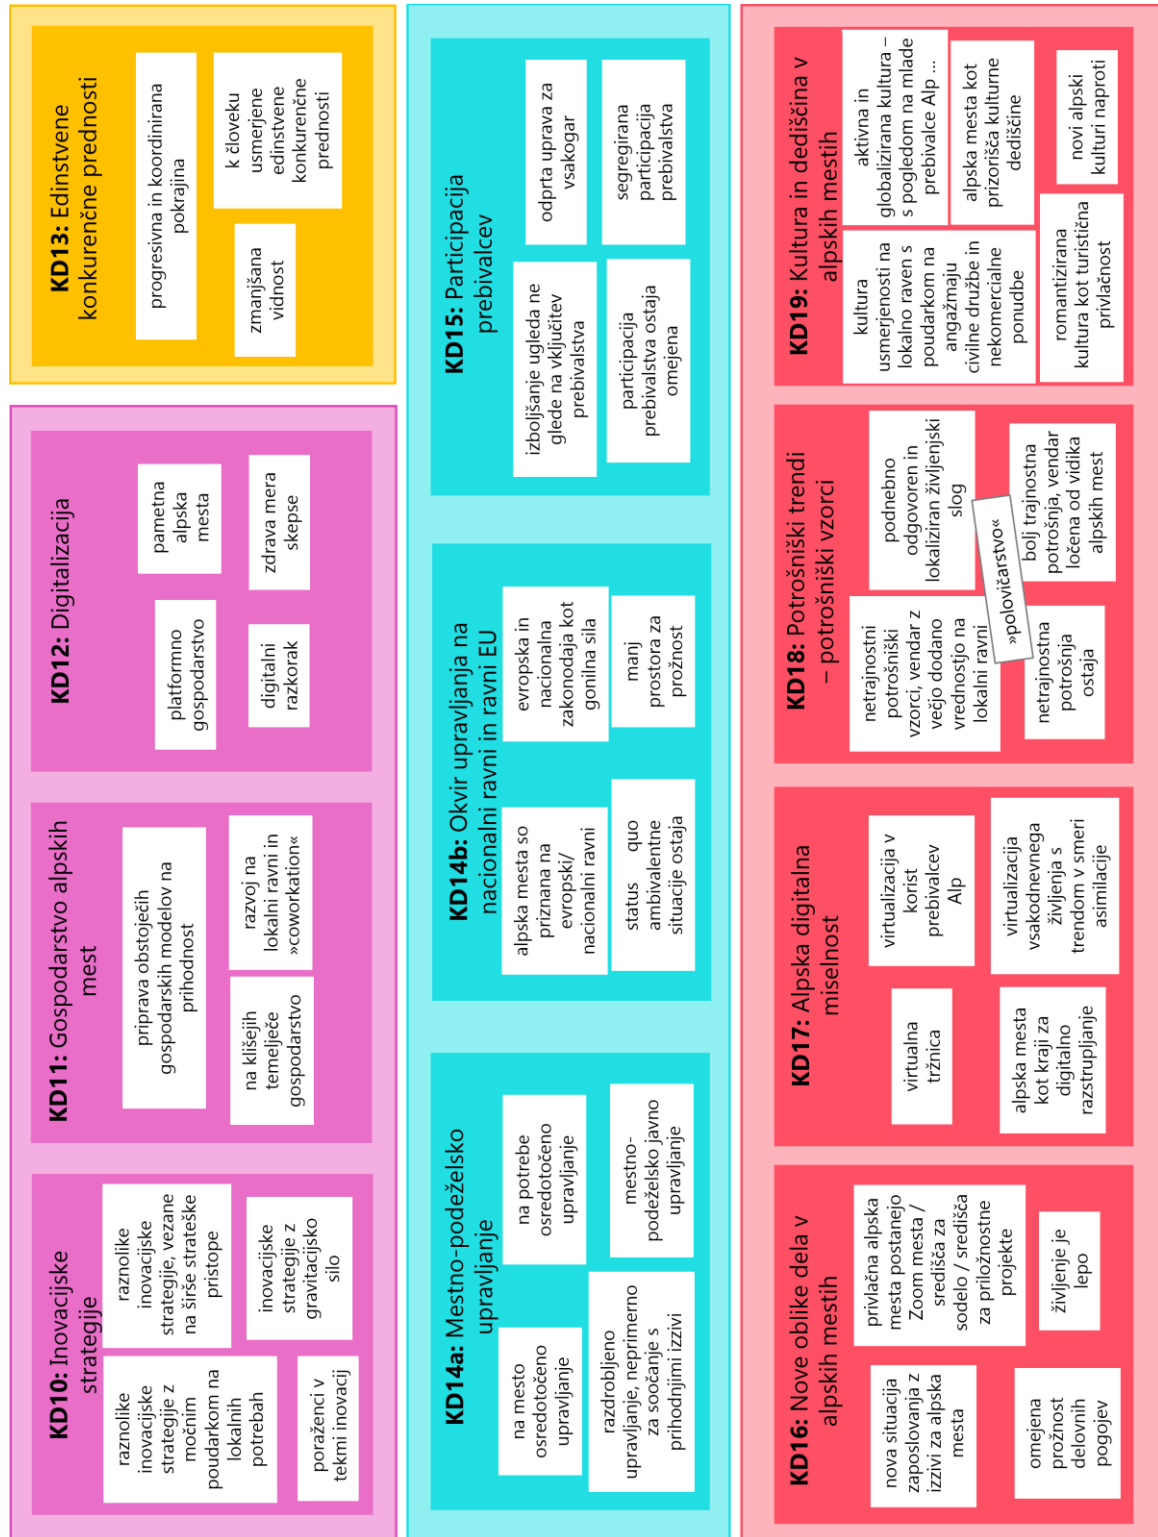 KD10: Inovacijske
strategije
raznolike
inovacijske
strategije z
močnim
poudarkom na
lokalnih
potrebah
raznolike
inovacijske
strategije, vezane
na širše strateške
pristope
poraženci v
tekmi inovacij
inovacijske
strategije z
gravitacijsko
silo
KD11: Gospodarstvo alpskih
mest
priprava obstoječih
gospodarskih modelov na
prihodnost
na klišejih
temelječe
gospodarstvo
razvoj na
lokalni ravni in
»coworkation«
KD12: Digitalizacija
platformno
gospodarstvo
pametna
alpska
mesta
digitalni
razkorak
zdrava mera
skepse
KD13: Edinstvene
konkurenčne prednosti
progresivna in koordinirana
pokrajina
zmanjšana
vidnost
k človeku
usmerjene
edinstvene
konkurenčne
prednosti
KD14a: Mestno-podeželsko
upravljanje
na mesto
osredotočeno
upravljanje
na potrebe
osredotočeno
upravljanje
razdrobljeno
upravljanje, neprimerno
za soočanje s
prihodnjimi izzivi
mestno-
podeželsko javno
upravljanje
KD14b: Okvir upravljanja na
nacionalni ravni in ravni EU
alpska mesta so
priznana na
evropski/
nacionalni ravni
evropska in
nacionalna
zakonodaja kot
gonilna sila
status quo
ambivalentne
situacije ostaja
manj
prostora za
prožnost
KD15: Participacija
prebivalcev
izboljšanje ugleda ne
glede na vključitev
prebivalstva
odprta uprava za
vsakogar
participacija
prebivalstva ostaja
omejena
segregirana
participacija
prebivalstva
KD16: Nove oblike dela v
alpskih mestih
nova situacija
zaposlovanja z
izzivi za alpska
mesta
privlačna alpska
mesta postanejo
Zoom mesta /
središča za
sodelo / središča
za priložnostne
projekte
omejena
prožnost
delovnih
pogojev
življenje je
lepo
KD17: Alpska digitalna
miselnost
virtualna
tržnica
virtualizacija v
korist
prebivalcev
Alp
alpska mesta
kot kraji za
digitalno
razstrupljanje
virtualizacija
vsakodnevnega
življenja s
trendom v smeri
asimilacije
KD18: Potrošniški trendi
– potrošniški vzorci
netrajnostni
potrošniški
vzorci, vendar z
večjo dodano
vrednostjo na
lokalni ravni
podnebno
odgovoren in
lokaliziran življenjski
slog
»polovičarstvo«
netrajnostna
potrošnja
ostaja
bolj trajnostna
potrošnja, vendar
ločena od vidika
alpskih mest
KD19: Kultura in dediščina v
alpskih mestih
kultura
usmerjenosti na
lokalno raven s
poudarkom na
angažmaju
civilne družbe in
nekomercialne
ponudbe
aktivna in
globalizirana kultura –
s pogledom na mlade
prebivalce Alp ...
alpska mesta kot
prizorišča kulturne
dediščine
romantizirana
kultura kot turistična
privlačnost
novi alpski
kulturi naproti